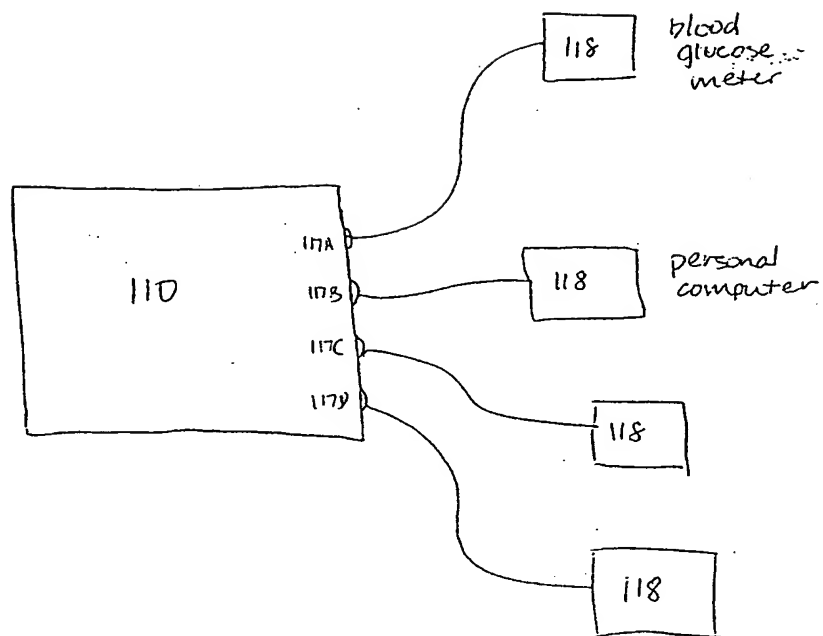 118
blood
glucose
meter
117A
110
117B
118
personal
computer
117C
117D
118
118